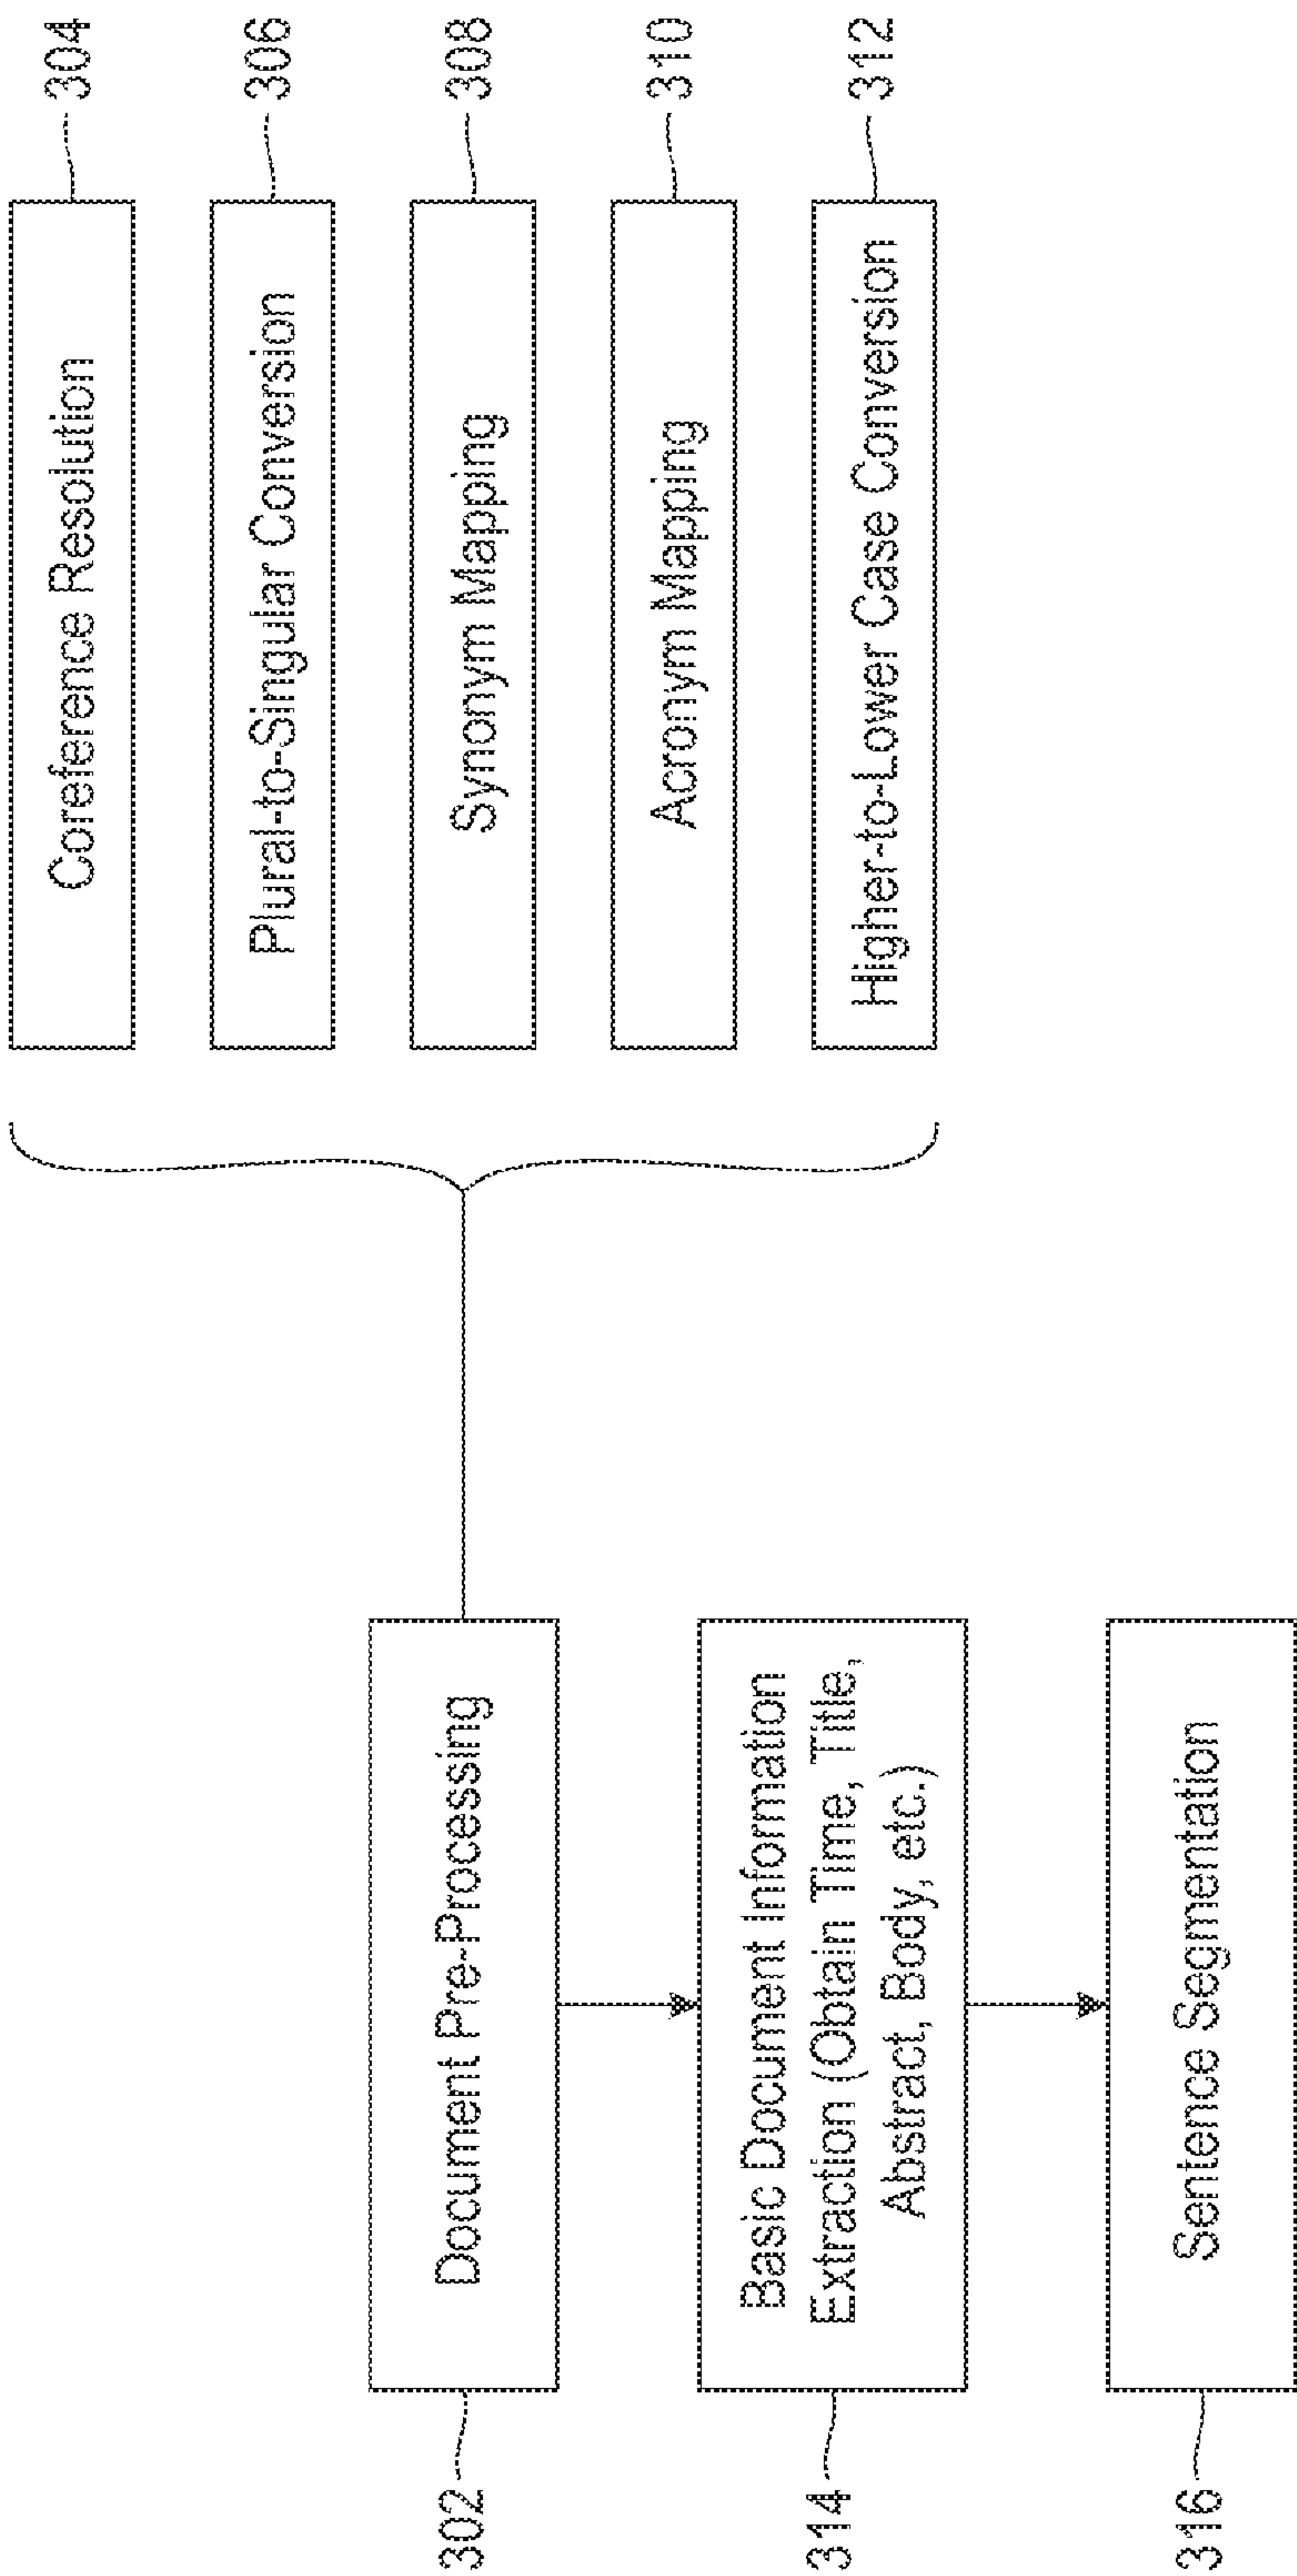 302
Document Pre-Processing
314
Basic Document Information
Extraction (Obtain Time, Title,
Abstract, Body, etc.)
316
Sentence Segmentation
Coreference Resolution
304
Plural-to-Singular Conversion
306
Synonym Mapping
308
Acronym Mapping
310
Higher-to-Lower Case Conversion
312